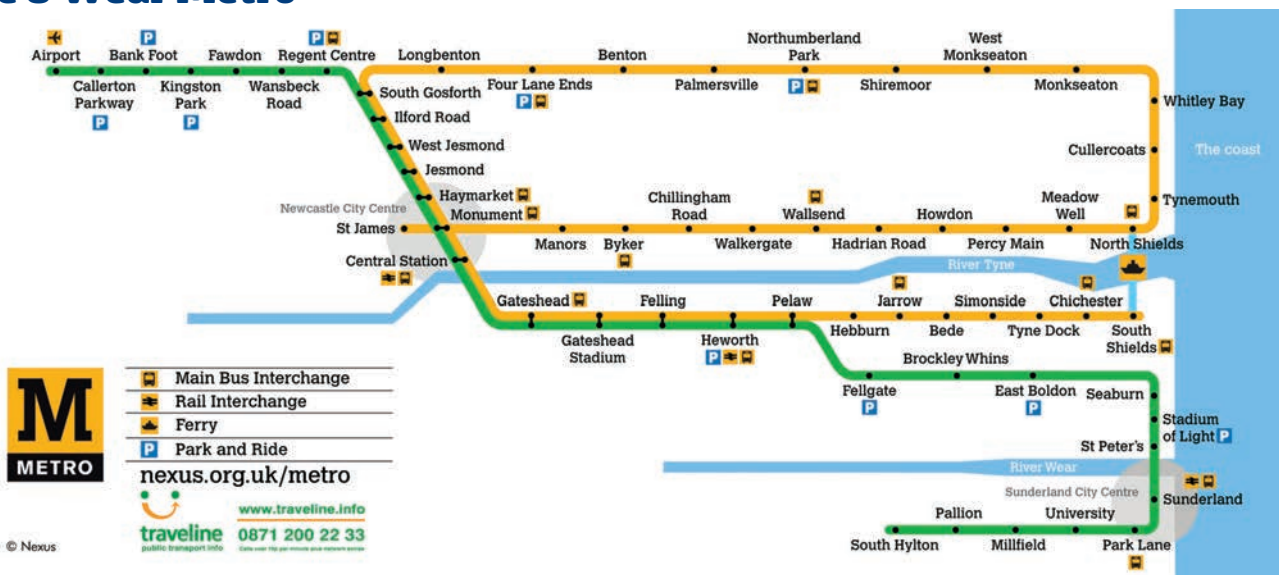 Wear Metro
Airport
Callerton
Parkway
Bank Foot
Kingston
Park
Fawdon
Wansbeck
Road
Regent Centre
Longbenton
Four Lane Ends
Benton
Palmersville
Northumberland
Park
Shiremoor
West
Monkseaton
Monkseaton
Whitley Bay
Cullercoats
Tynemouth
The coast
South Gosforth
Ilford Road
West Jesmond
Jesmond
Haymarket
Newcastle City Centre
Monument
St James
Manors
Byker
Chillingham
Road
Walkergate
Wallsend
Hadrian Road
Howdon
Percy Main
Meadow
Well
North Shields
Central Station
River Tyne
Gateshead
Gateshead
Stadium
Felling
Heworth
Pelaw
Hebburn
Jarrow
Bede
Simonside
Tyne Dock
Chichester
South
Shields
Fellgate
Brockley Whins
East Boldon
Seaburn
Stadium
of Light
St Peter's
River Wear
Sunderland City Centre
Sunderland
Park Lane
University
Millfield
Pallion
South Hylton
M
METRO
Main Bus Interchange
Rail Interchange
Ferry
P Park and Ride
nexus.org.uk/metro
traveline
public transport info
www.traveline.info
0871 200 22 33
© Nexus